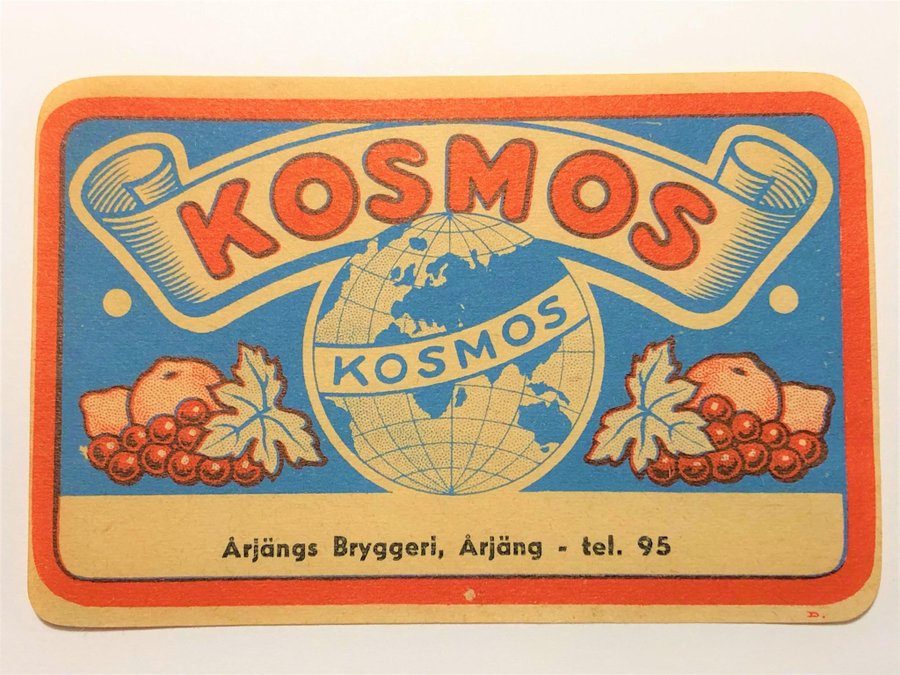 KOSMOS
KOSMOS
Årjängs Bryggeri, Årjäng - tel. 95
D.